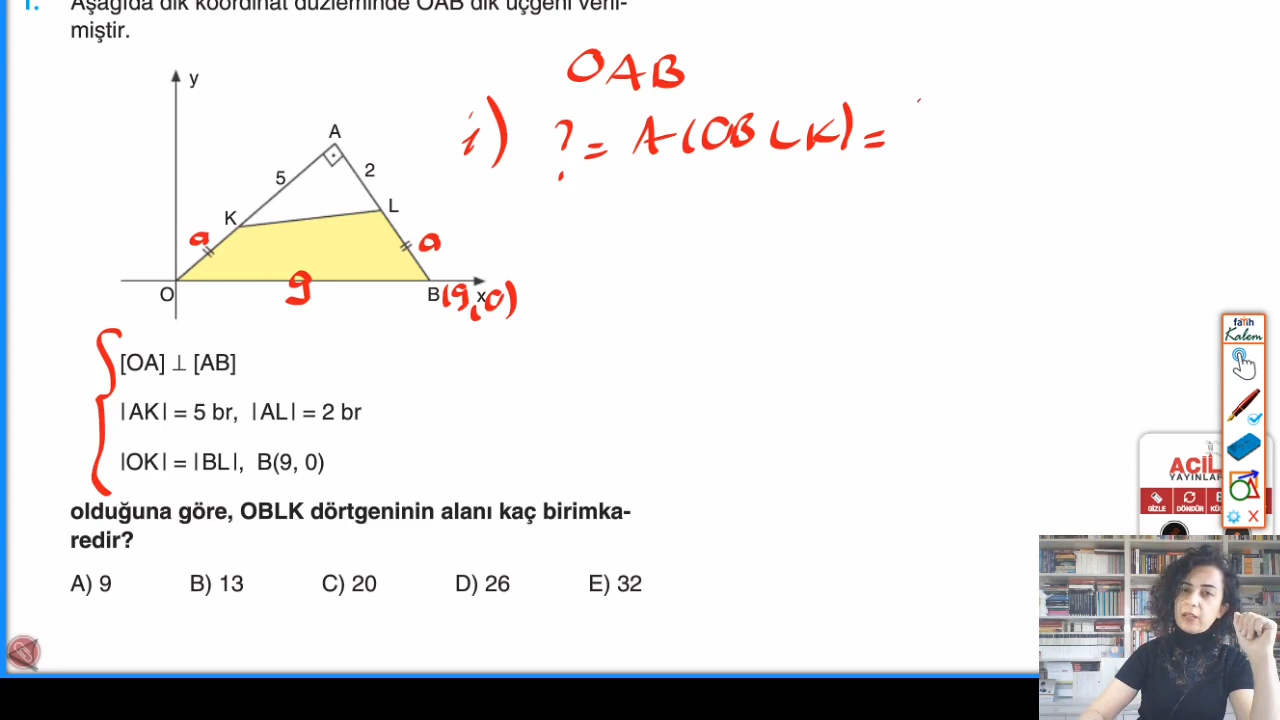 1. Aşağıda dik koordinat düzleminde OAB dik üçgeni veril-
miştir.
OAB
i) ? = A(OBLK) =
y
A
5
2
K
L
a
a
9
O
B(9,0)
x
[OA] ⊥ [AB]
|AK| = 5 br, |AL| = 2 br
|OK| = |BL|, B(9, 0)
olduğuna göre, OBLK dörtgeninin alanı kaç birimka-
redir?
A) 9 B) 13 C) 20 D) 26 E) 32
fatih
Kalem
ACİL
YAYINLAR
GİZLE DÖNDÜR